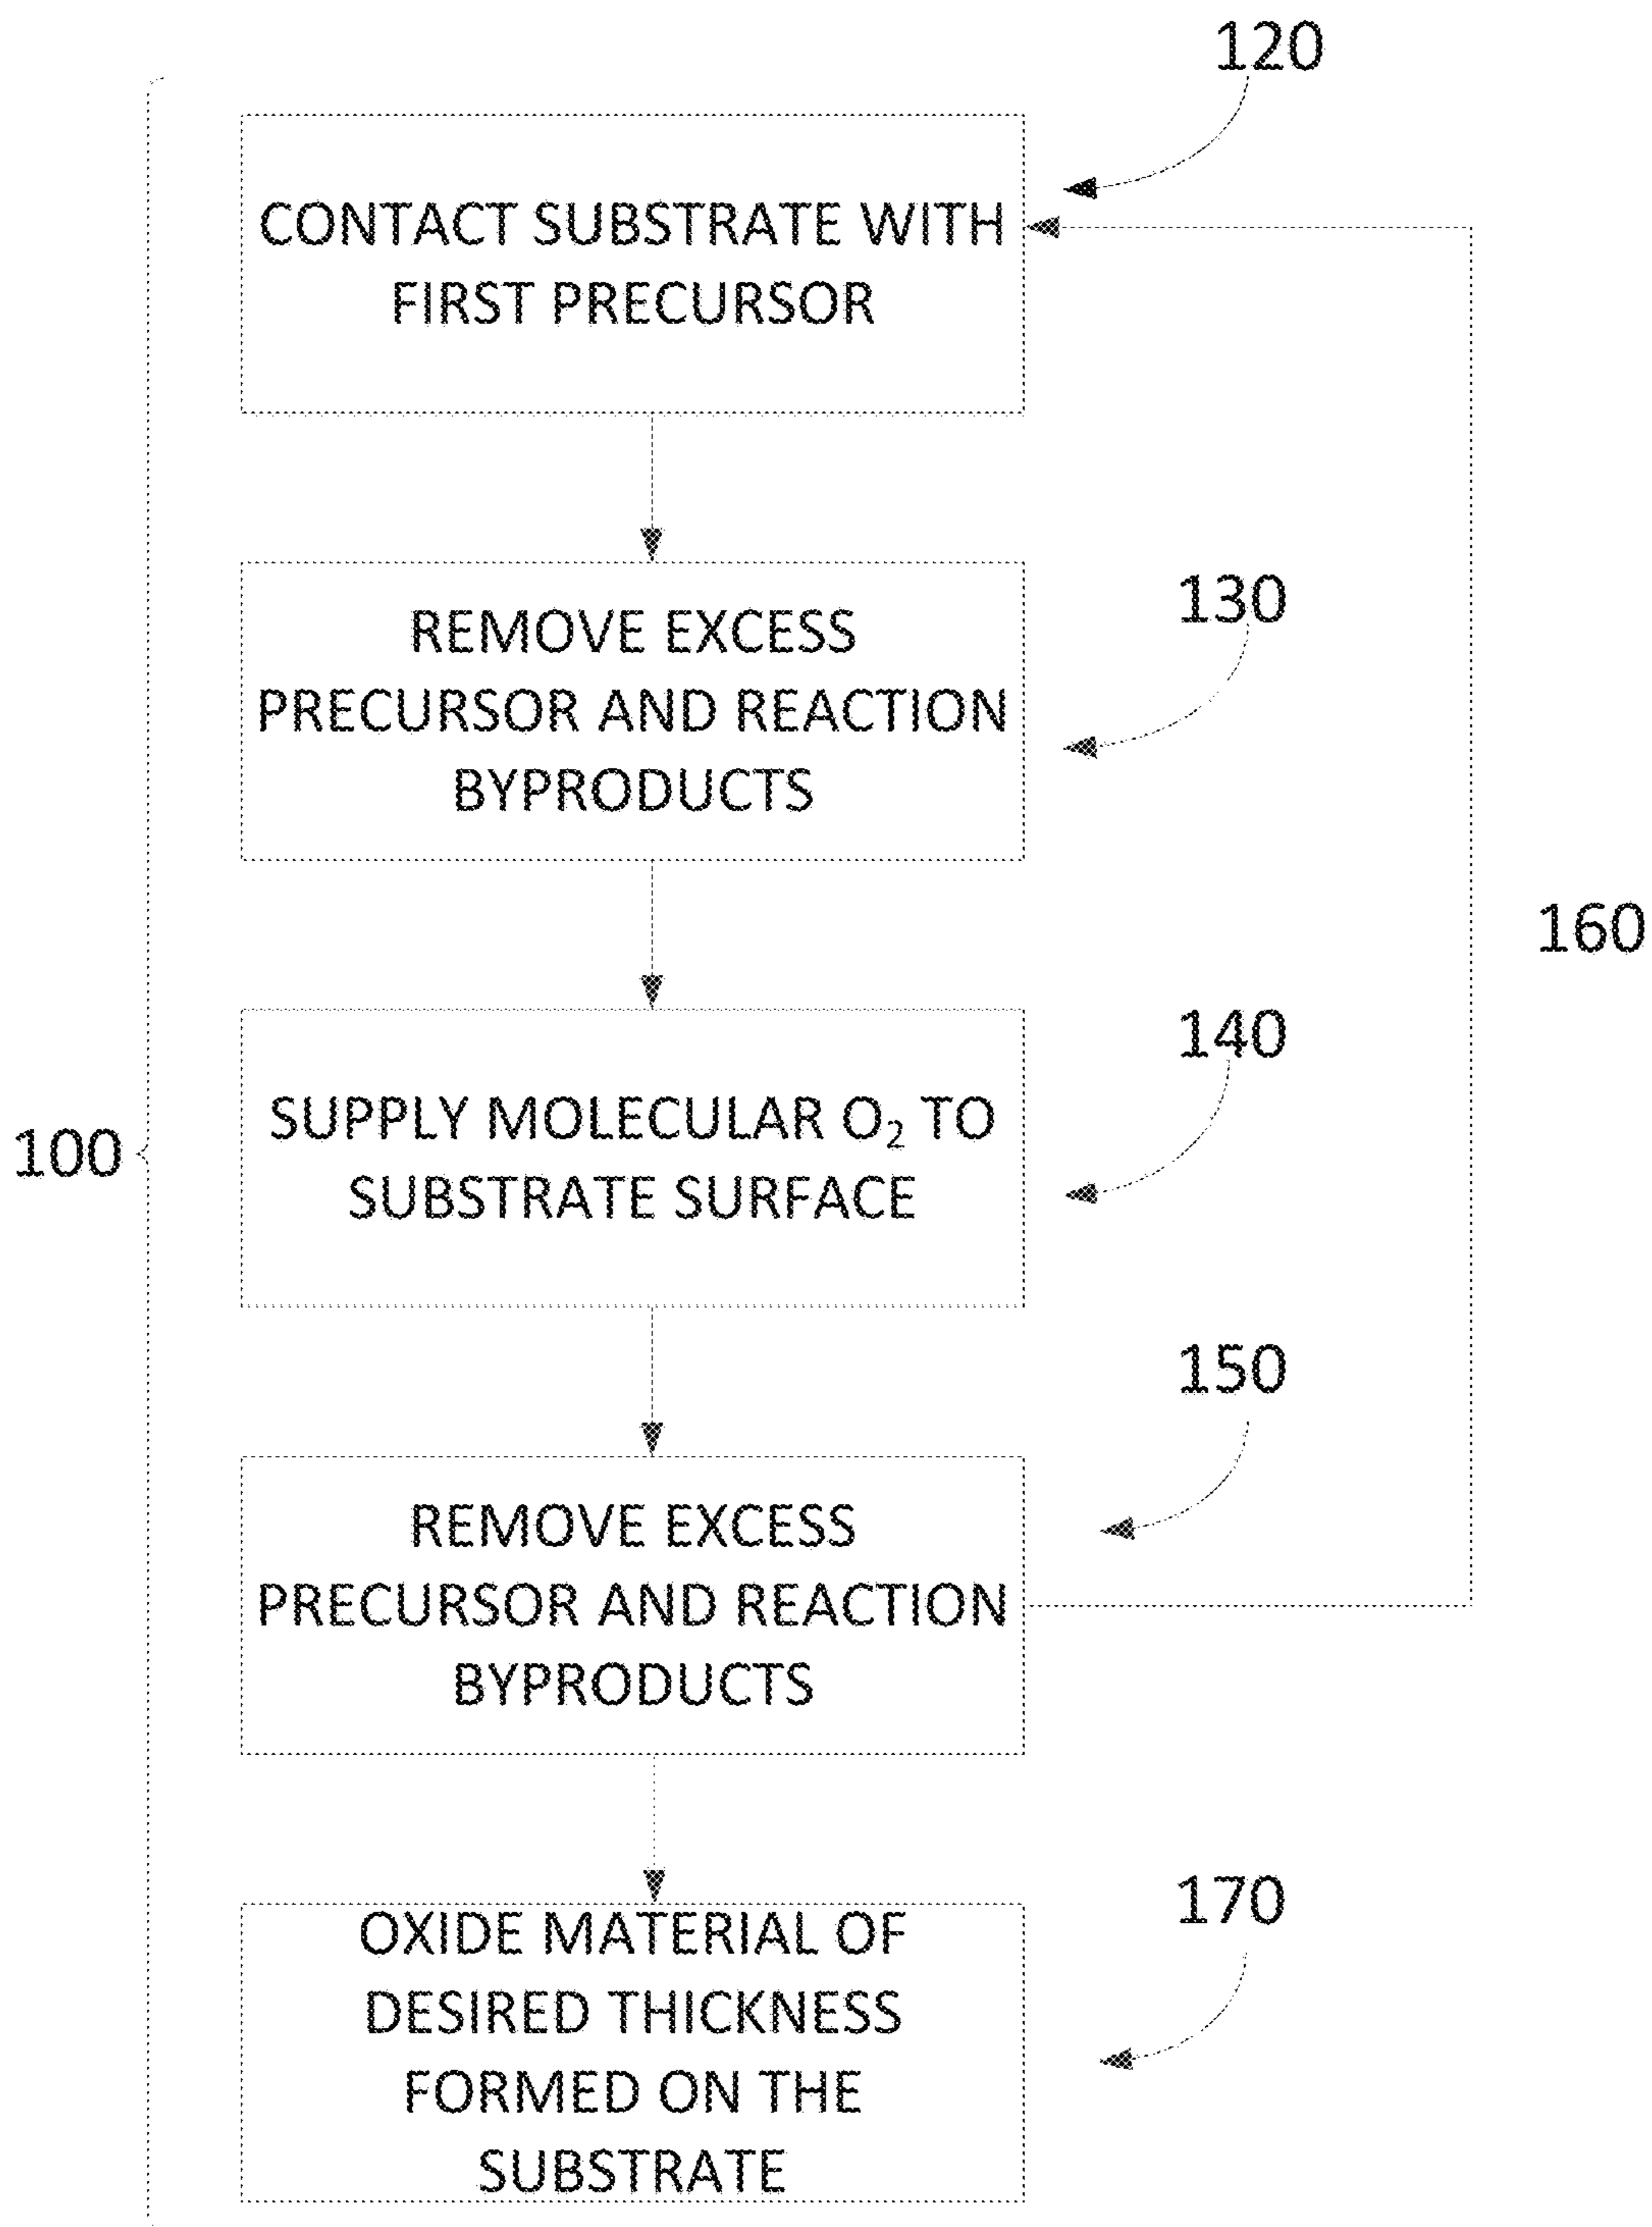 120
CONTACT SUBSTRATE WITH
FIRST PRECURSOR
130
REMOVE EXCESS
PRECURSOR AND REACTION
BYPRODUCTS
160
140
SUPPLY MOLECULAR O₂ TO
SUBSTRATE SURFACE
100
150
REMOVE EXCESS
PRECURSOR AND REACTION
BYPRODUCTS
170
OXIDE MATERIAL OF
DESIRED THICKNESS
FORMED ON THE
SUBSTRATE